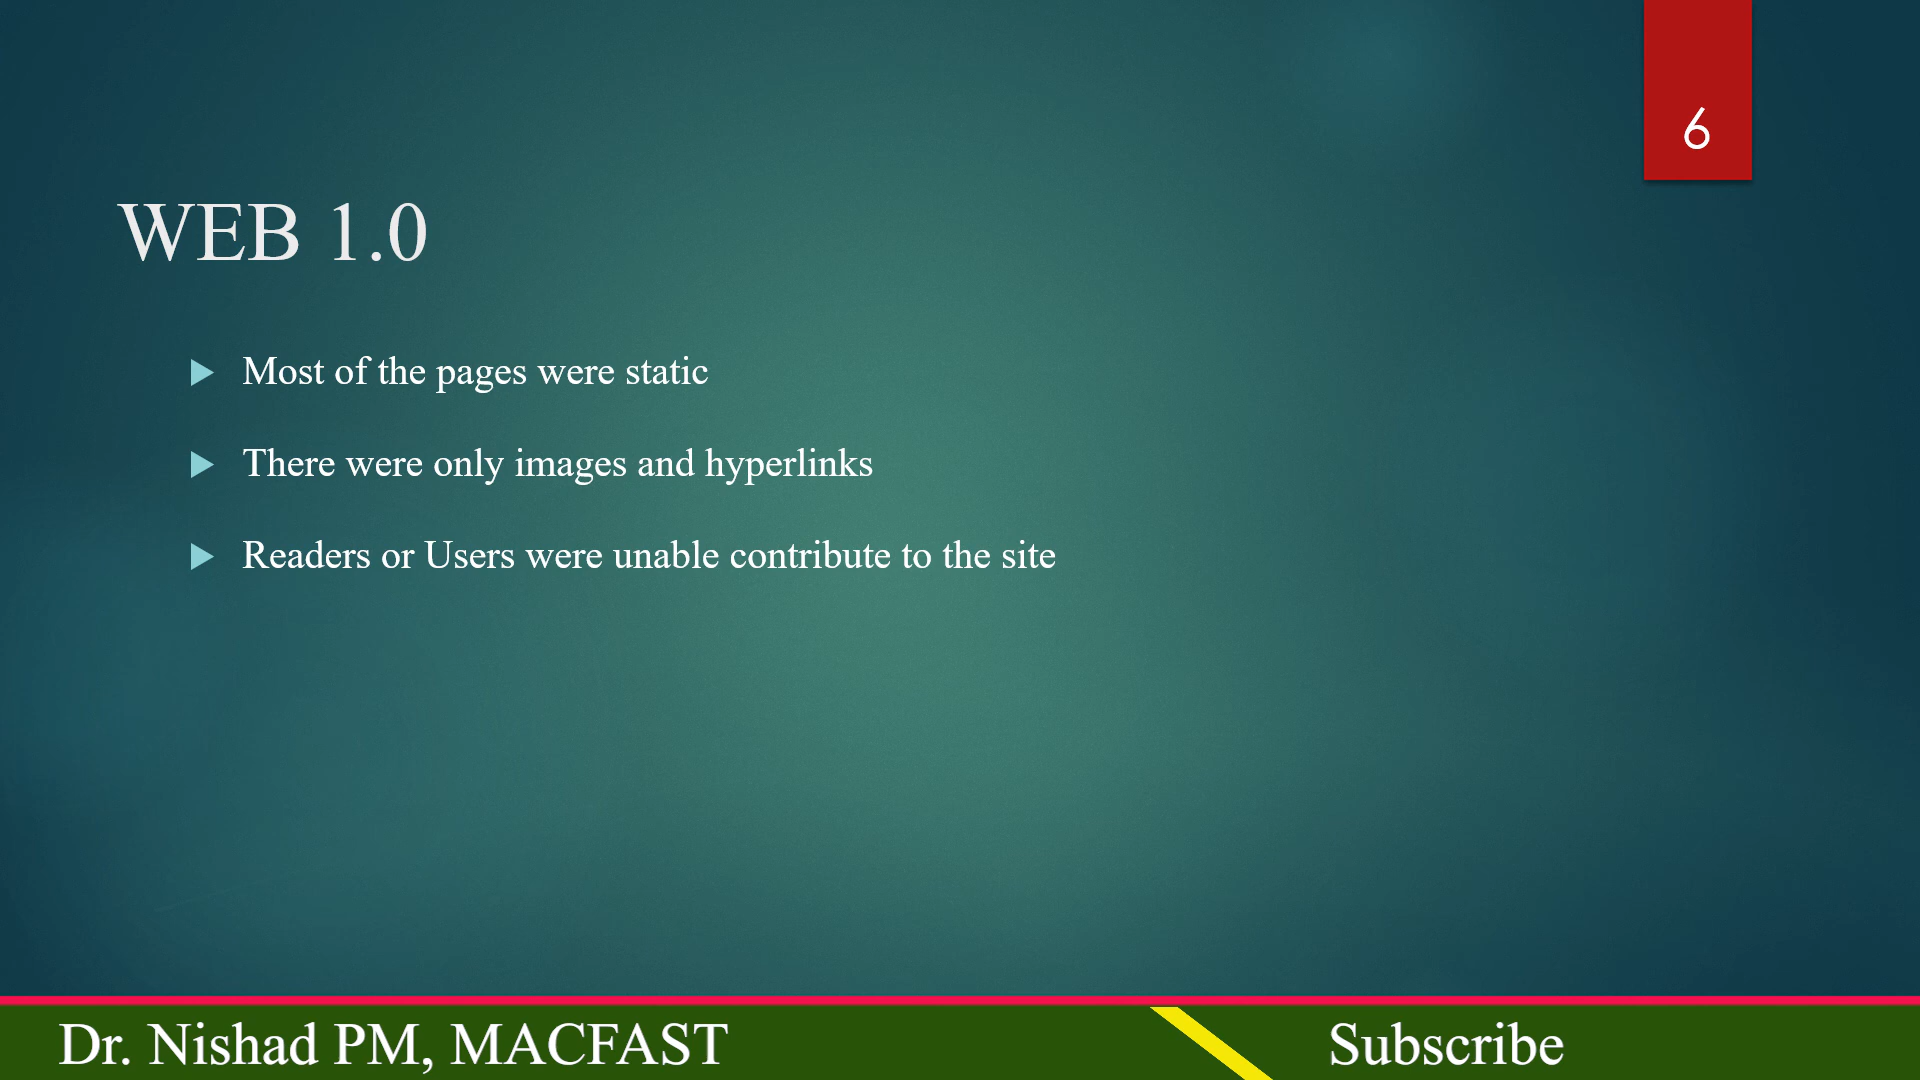 6
WEB 1.0
Most of the pages were static
There were only images and hyperlinks
Readers or Users were unable contribute to the site
Dr. Nishad PM, MACFAST
Subscribe